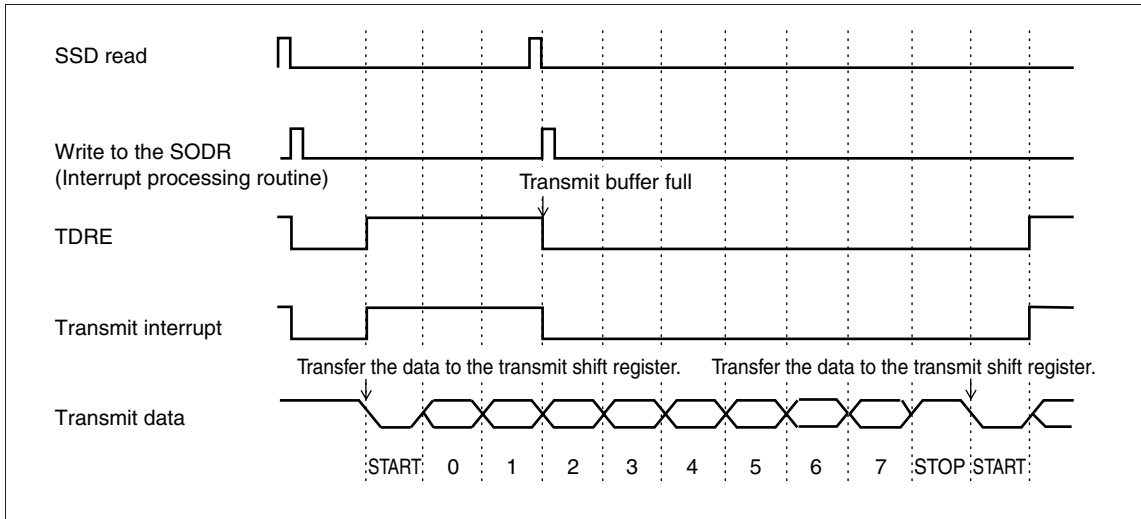 SSD read
Write to the SODR
(Interrupt processing routine)
Transmit buffer full
TDRE
Transmit interrupt
Transfer the data to the transmit shift register.
Transfer the data to the transmit shift register.
Transmit data
START 0 1 2 3 4 5 6 7 STOP START